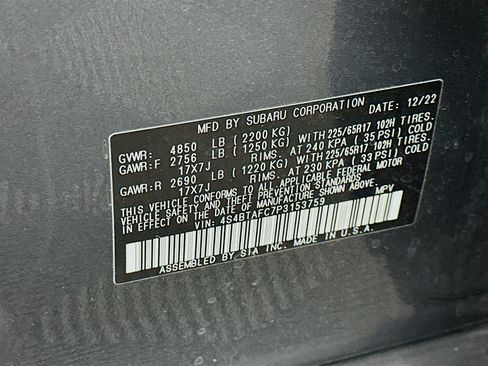 MFD BY SUBARU CORPORATION DATE: 12/22
GVWR: 4850 LB ( 2200 KG)
GAWR:F 2756 LB ( 1250 KG) WITH 225/65R17 102H TIRES,
17X7J RIMS, AT 240 KPA ( 35 PSI) COLD
GAWR:R 2690 LB ( 1220 KG) WITH 225/65R17 102H TIRES,
17X7J RIMS, AT 230 KPA ( 33 PSI) COLD
THIS VEHICLE CONFORMS TO ALL APPLICABLE FEDERAL MOTOR
VEHICLE SAFETY AND THEFT PREVENTION STANDARDS
IN EFFECT ON THE DATE OF MANUFACTURE SHOWN ABOVE.
VIN: 4S4BTAFC7P3153759 MPV
ASSEMBLED BY SIA INC. MADE IN U.S.A.